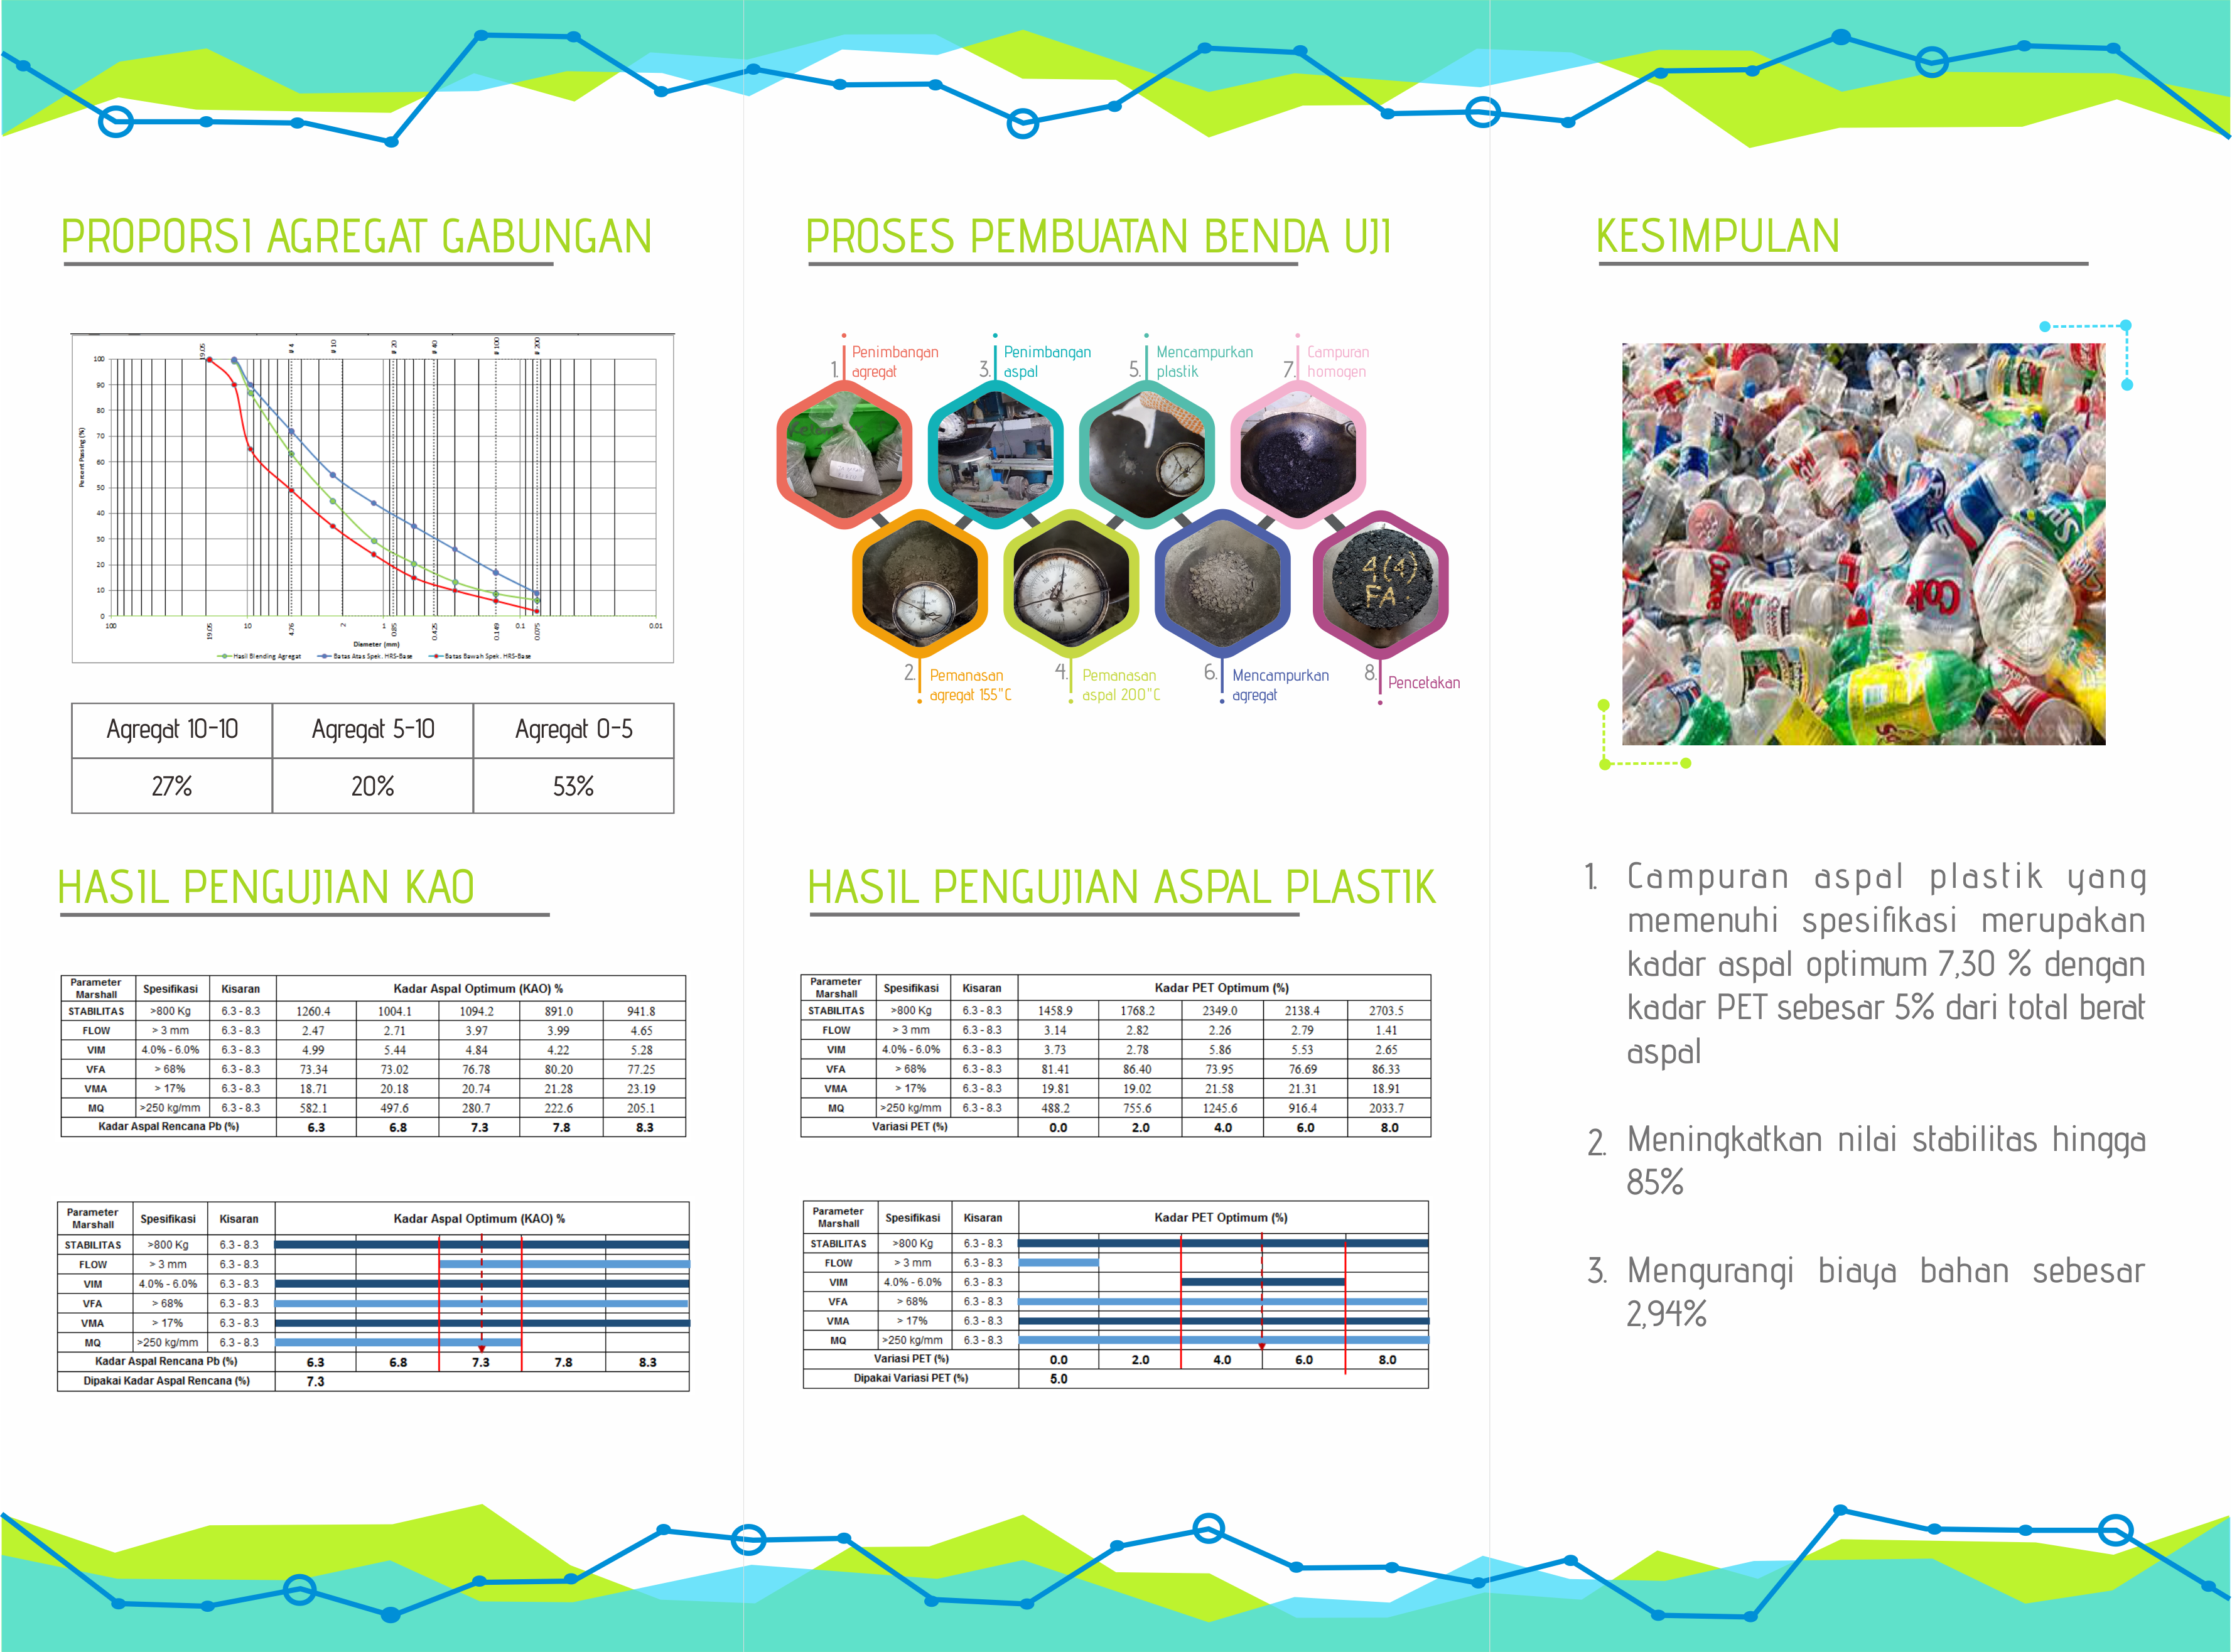 PROPORSI AGREGAT GABUNGAN
19.05 # 4 # 10 # 20 # 40 # 100 # 200
Percent Passing (%)
100
90
80
70
60
50
40
30
20
10
0
100 19.05 10 4.76 2 1 0.85 0.425 0.149 0.1 0.075 0.01
Diameter (mm)
Hasil Blending Agregat Batas Atas Spek. HRS-Base Batas Bawah Spek. HRS-Base
Agregat 10-10 Agregat 5-10 Agregat 0-5
27% 20% 53%
HASIL PENGUJIAN KAO
Parameter Marshall Spesifikasi Kisaran Kadar Aspal Optimum (KAO) %
STABILITAS >800 Kg 6.3 - 8.3 1260.4 1004.1 1094.2 891.0 941.8
FLOW > 3 mm 6.3 - 8.3 2.47 2.71 3.97 3.99 4.65
VIM 4.0% - 6.0% 6.3 - 8.3 4.99 5.44 4.84 4.22 5.28
VFA > 68% 6.3 - 8.3 73.34 73.02 76.78 80.20 77.25
VMA > 17% 6.3 - 8.3 18.71 20.18 20.74 21.28 23.19
MQ >250 kg/mm 6.3 - 8.3 582.1 497.6 280.7 222.6 205.1
Kadar Aspal Rencana Pb (%) 6.3 6.8 7.3 7.8 8.3
Parameter Marshall Spesifikasi Kisaran Kadar Aspal Optimum (KAO) %
STABILITAS >800 Kg 6.3 - 8.3
FLOW > 3 mm 6.3 - 8.3
VIM 4.0% - 6.0% 6.3 - 8.3
VFA > 68% 6.3 - 8.3
VMA > 17% 6.3 - 8.3
MQ >250 kg/mm 6.3 - 8.3
Kadar Aspal Rencana Pb (%) 6.3 6.8 7.3 7.8 8.3
Dipakai Kadar Aspal Rencana (%) 7.3
PROSES PEMBUATAN BENDA UJI
1. Penimbangan
agregat
3. Penimbangan
aspal
5. Mencampurkan
plastik
7. Campuran
homogen
4(4)
FA
2. Pemanasan
agregat 155"C
4. Pemanasan
aspal 200"C
6. Mencampurkan
agregat
8. Pencetakan
HASIL PENGUJIAN ASPAL PLASTIK
Parameter Marshall Spesifikasi Kisaran Kadar PET Optimum (%)
STABILITAS >800 Kg 6.3 - 8.3 1458.9 1768.2 2349.0 2138.4 2703.5
FLOW > 3 mm 6.3 - 8.3 3.14 2.82 2.26 2.79 1.41
VIM 4.0% - 6.0% 6.3 - 8.3 3.73 2.78 5.86 5.53 2.65
VFA > 68% 6.3 - 8.3 81.41 86.40 73.95 76.69 86.33
VMA > 17% 6.3 - 8.3 19.81 19.02 21.58 21.31 18.91
MQ >250 kg/mm 6.3 - 8.3 488.2 755.6 1245.6 916.4 2033.7
Variasi PET (%) 0.0 2.0 4.0 6.0 8.0
Parameter Marshall Spesifikasi Kisaran Kadar PET Optimum (%)
STABILITAS >800 Kg 6.3 - 8.3
FLOW > 3 mm 6.3 - 8.3
VIM 4.0% - 6.0% 6.3 - 8.3
VFA > 68% 6.3 - 8.3
VMA > 17% 6.3 - 8.3
MQ >250 kg/mm 6.3 - 8.3
Variasi PET (%) 0.0 2.0 4.0 6.0 8.0
Dipakai Variasi PET (%) 5.0
KESIMPULAN
Coke
1. Campuran aspal plastik yang
memenuhi spesifikasi merupakan
kadar aspal optimum 7,30 % dengan
kadar PET sebesar 5% dari total berat
aspal
2. Meningkatkan nilai stabilitas hingga
85%
3. Mengurangi biaya bahan sebesar
2,94%